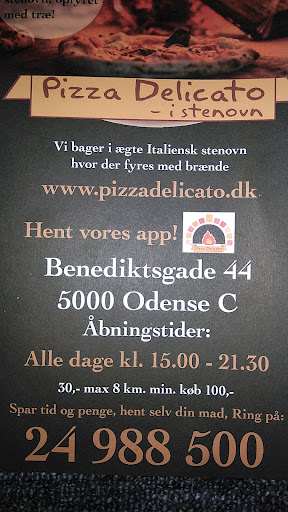 stenovn, opfyret
med træ!
Pizza Delicato
- i stenovn
Vi bager i ægte Italiensk stenovn
hvor der fyres med brænde
www.pizzadelicato.dk
Hent vores app!
Benediktsgade 44
5000 Odense C
Åbningstider:
Alle dage kl. 15.00 - 21.30
30,- max 8 km. min. køb 100,-
Spar tid og penge, hent selv din mad, Ring på:
24 988 500